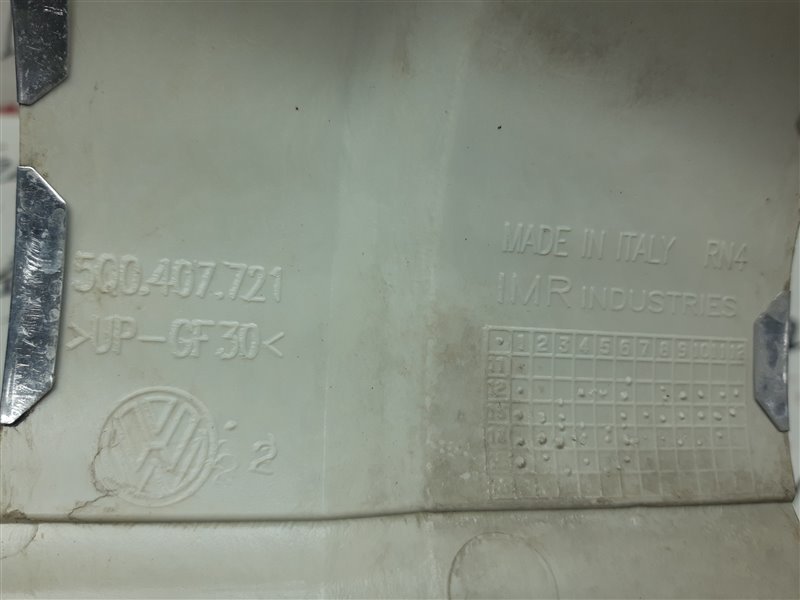 5Q0.407.721
>UP-GF30<
2
MADE IN ITALY RN4
IMR INDUSTRIES
1 2 3 4 5 6 7 8 9 10 11 12